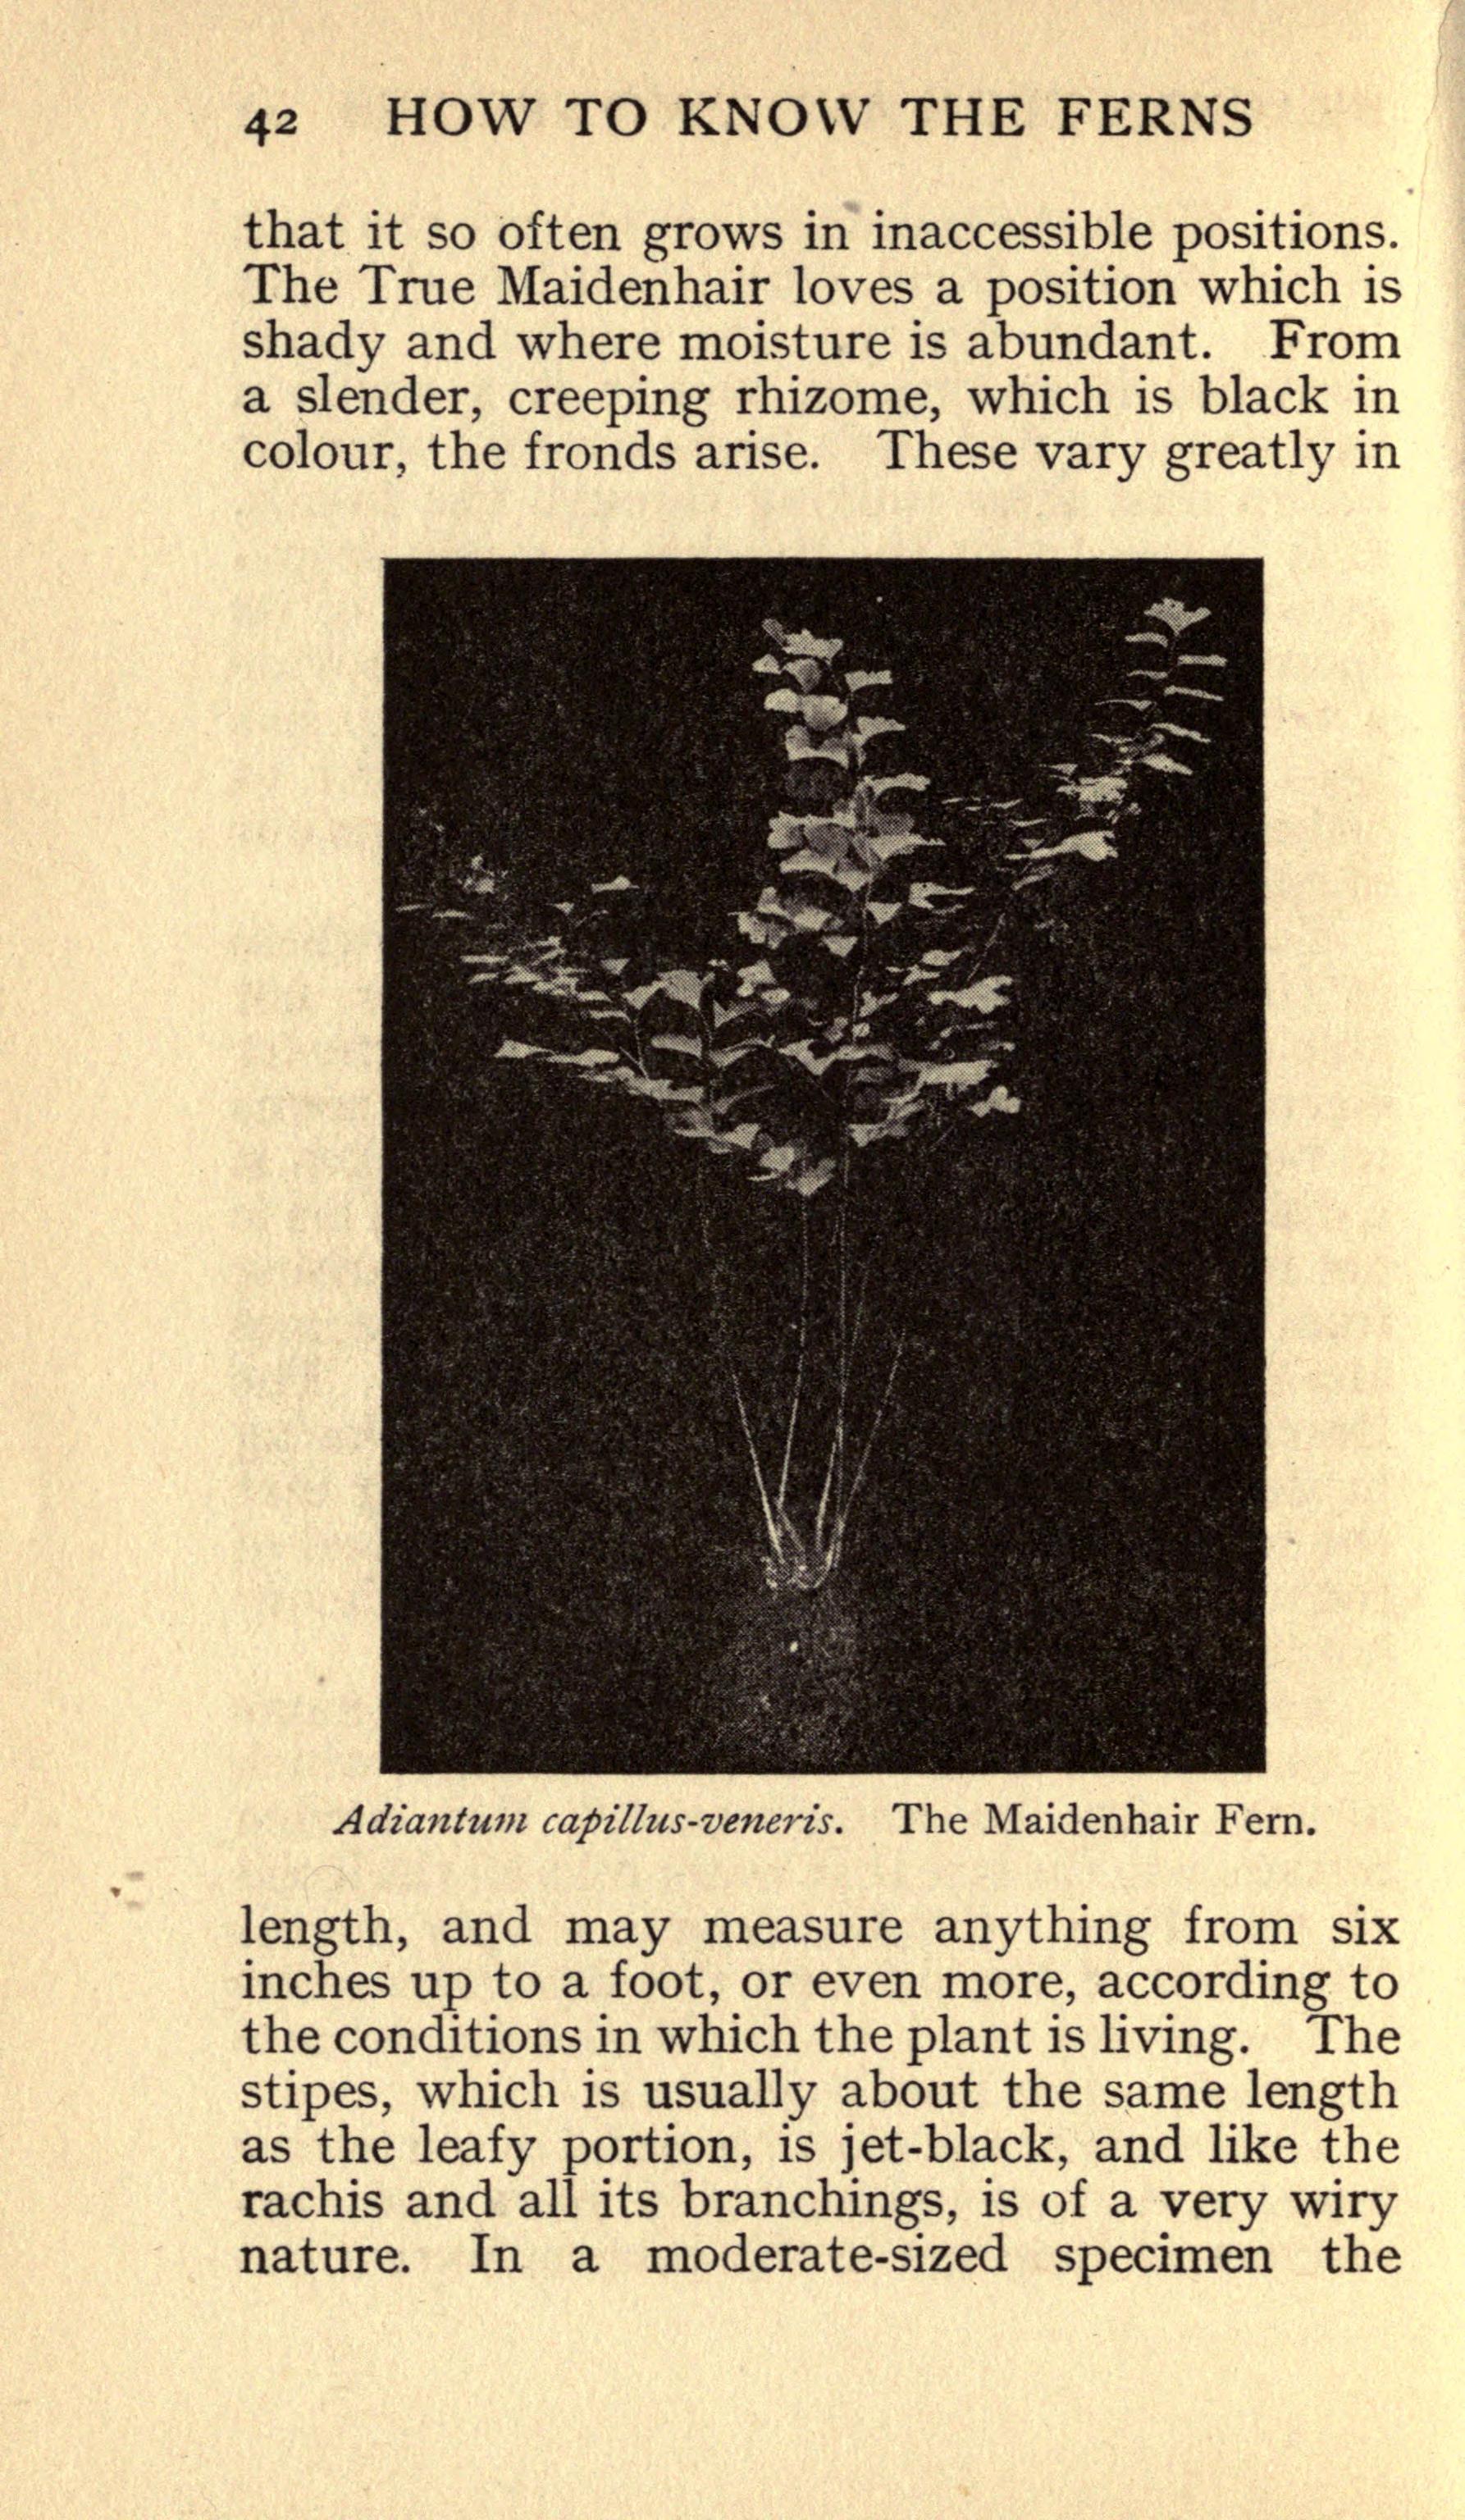 42 HOW TO KNOW THE FERNS
that it so often grows in inaccessible positions.
The True Maidenhair loves a position which is
shady and where moisture is abundant. From
a slender, creeping rhizome, which is black in
colour, the fronds arise. These vary greatly in
Adiantum capillus-veneris. The Maidenhair Fern.
length, and may measure anything from six
inches up to a foot, or even more, according to
the conditions in which the plant is living. The
stipes, which is usually about the same length
as the leafy portion, is jet-black, and like the
rachis and all its branchings, is of a very wiry
nature. In a moderate-sized specimen the